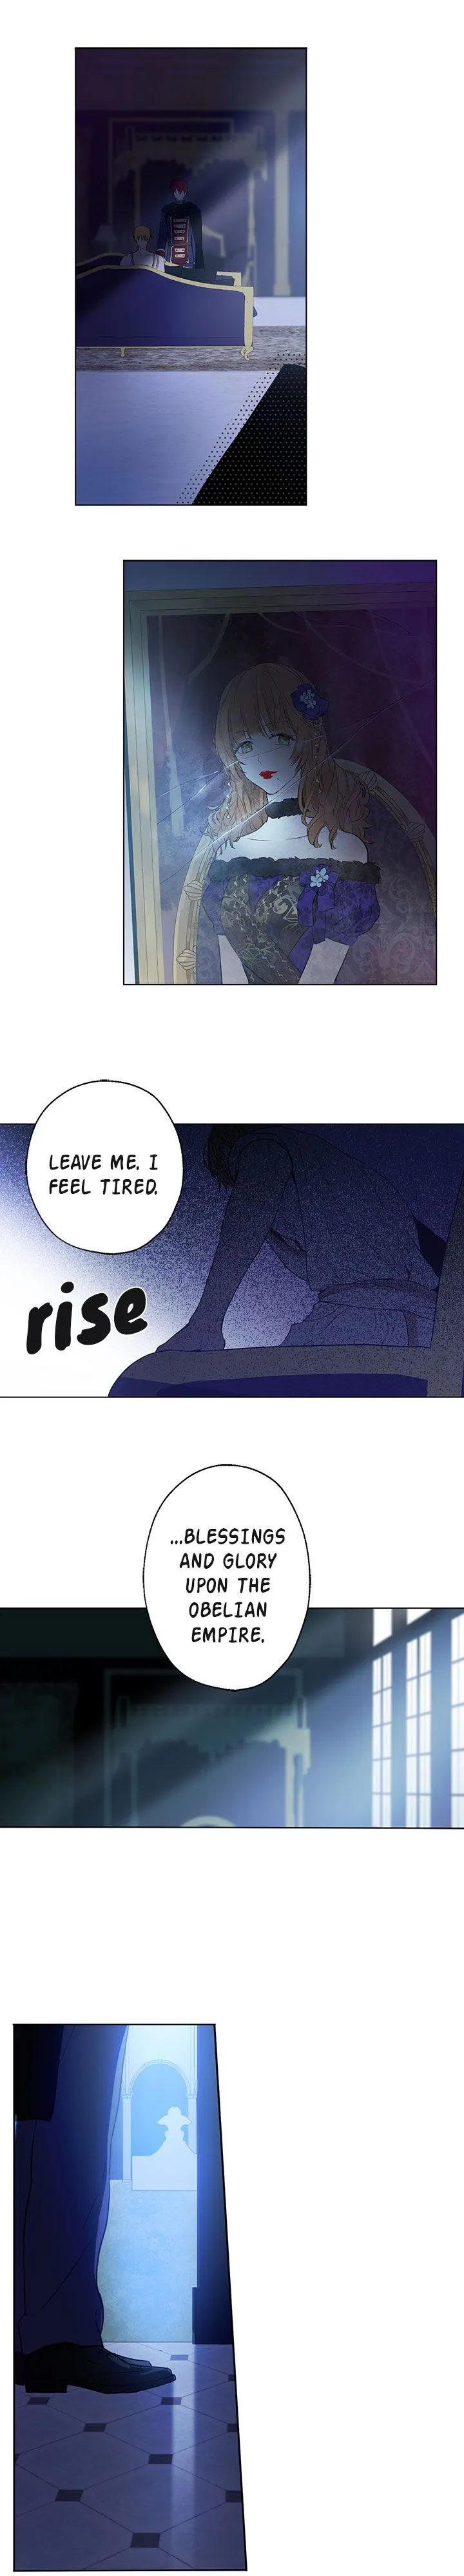 LEAVE ME. I
FEEL TIRED.
rise
...BLESSINGS
AND GLORY
UPON THE
OBELIAN
EMPIRE.